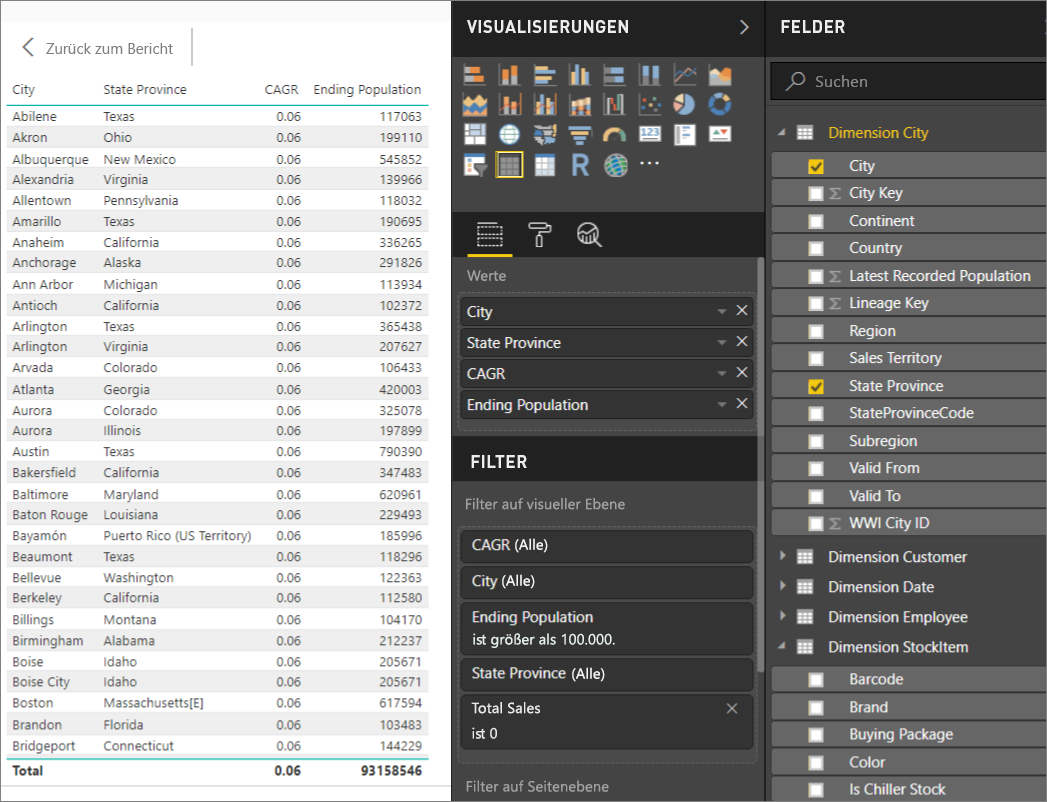 Zurück zum Bericht
City State Province CAGR Ending Population
Abilene Texas 0.06 117063
Akron Ohio 0.06 199110
Albuquerque New Mexico 0.06 545852
Alexandria Virginia 0.06 139966
Allentown Pennsylvania 0.06 118032
Amarillo Texas 0.06 190695
Anaheim California 0.06 336265
Anchorage Alaska 0.06 291826
Ann Arbor Michigan 0.06 113934
Antioch California 0.06 102372
Arlington Texas 0.06 365438
Arlington Virginia 0.06 207627
Arvada Colorado 0.06 106433
Atlanta Georgia 0.06 420003
Aurora Colorado 0.06 325078
Aurora Illinois 0.06 197899
Austin Texas 0.06 790390
Bakersfield California 0.06 347483
Baltimore Maryland 0.06 620961
Baton Rouge Louisiana 0.06 229493
Bayamón Puerto Rico (US Territory) 0.06 185996
Beaumont Texas 0.06 118296
Bellevue Washington 0.06 122363
Berkeley California 0.06 112580
Billings Montana 0.06 104170
Birmingham Alabama 0.06 212237
Boise Idaho 0.06 205671
Boise City Idaho 0.06 205671
Boston Massachusetts[E] 0.06 617594
Brandon Florida 0.06 103483
Bridgeport Connecticut 0.06 144229
Total 0.06 93158546
VISUALISIERUNGEN
123
R
Werte
City
State Province
CAGR
Ending Population
FILTER
Filter auf visueller Ebene
CAGR (Alle)
City (Alle)
Ending Population
ist größer als 100.000.
State Province (Alle)
Total Sales
ist 0
Filter auf Seitenebene
FELDER
Suchen
Dimension City
City
Σ City Key
Continent
Country
Σ Latest Recorded Population
Σ Lineage Key
Region
Sales Territory
State Province
StateProvinceCode
Subregion
Valid From
Valid To
Σ WWI City ID
Dimension Customer
Dimension Date
Dimension Employee
Dimension StockItem
Barcode
Brand
Buying Package
Color
Is Chiller Stock